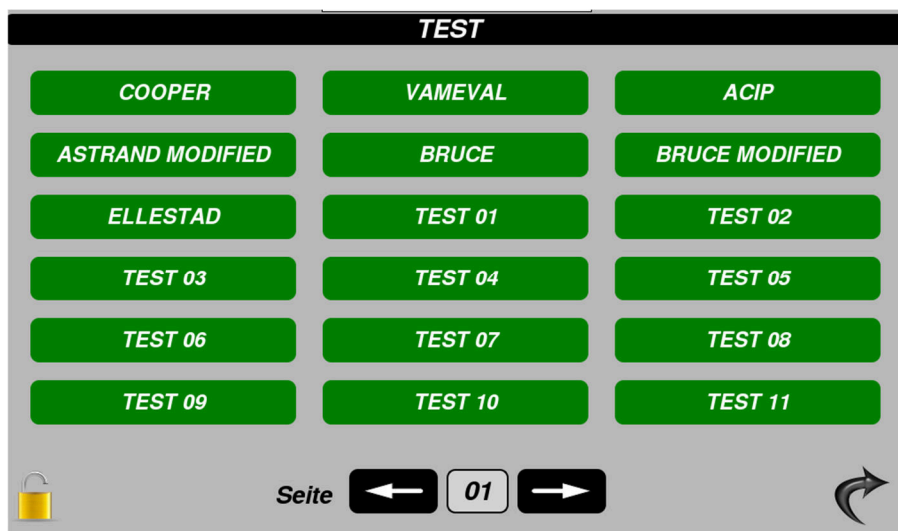 TEST
COOPER VAMEVAL ACIP
ASTRAND MODIFIED BRUCE BRUCE MODIFIED
ELLESTAD TEST 01 TEST 02
TEST 03 TEST 04 TEST 05
TEST 06 TEST 07 TEST 08
TEST 09 TEST 10 TEST 11
Seite 01